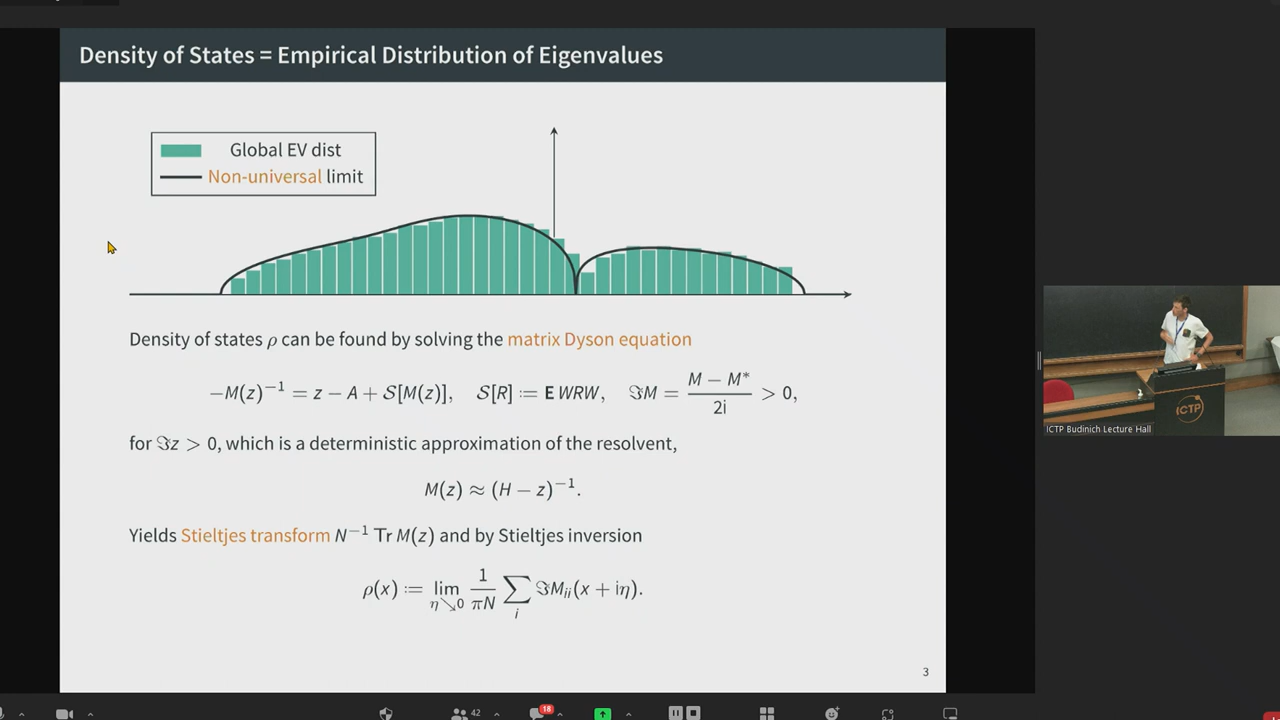 Density of States = Empirical Distribution of Eigenvalues
Global EV dist
Non-universal limit
Density of states ρ can be found by solving the matrix Dyson equation
−M(z)⁻¹ = z − A + 𝒮[M(z)], 𝒮[R] := E WRW, ℑM = (M − M*)/2i > 0,
for ℑz > 0, which is a deterministic approximation of the resolvent,
M(z) ≈ (H − z)⁻¹.
Yields Stieltjes transform N⁻¹ Tr M(z) and by Stieltjes inversion
ρ(x) := lim_{η↘0} 1/(πN) ∑_i ℑM_{ii}(x + iη).
3
ICTP
ICTP Budinich Lecture Hall
42
18